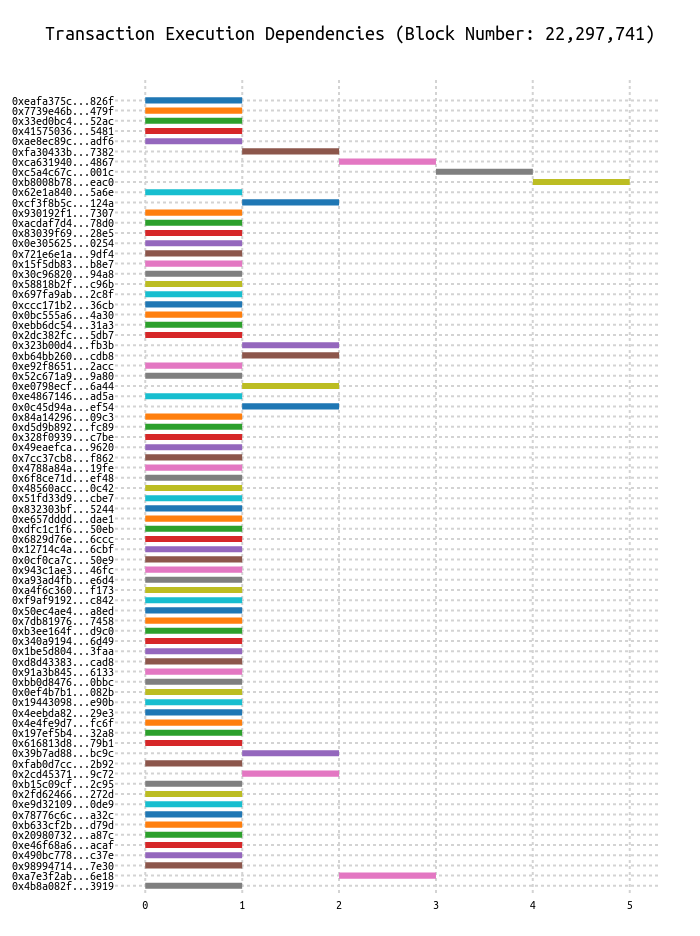 Transaction Execution Dependencies (Block Number: 22,297,741)
0xeafa375c...826f
0x7739e46b...479f
0x33ed0bc4...52ac
0x41575036...5481
0xae8ec89c...adf6
0xfa30433b...7382
0xca631940...4867
0xc5a4c67c...001c
0xb8008b78...eac0
0x62e1a840...5a6e
0xcf3f8b5c...124a
0x930192f1...7307
0xacdaf7d4...78d0
0x83039f69...28e5
0x0e305625...0254
0x721e6e1a...9df4
0x15f5db83...b8e7
0x30c96820...94a8
0x58818b2f...c96b
0x697fa9ab...2c8f
0xccc171b2...36cb
0x0bc555a6...4a30
0xebb6dc54...31a3
0x2dc382fc...5db7
0x323b00d4...fb3b
0xb64bb260...cdb8
0xe92f8651...2acc
0x52c671a9...9a80
0xe0798ecf...6a44
0xe4867146...ad5a
0x0c45d94a...ef54
0x84a14296...09c3
0xd5d9b892...fc89
0x328f0939...c7be
0x49eaefca...9620
0x7cc37cb8...f862
0x4788a84a...19fe
0x6f8ce71d...ef48
0x48560acc...0c42
0x51fd33d9...cbe7
0x832303bf...5244
0xe657dddd...dae1
0xdfc1c1f6...50eb
0x6829d76e...6ccc
0x12714c4a...6cbf
0x0cf0ca7c...50e9
0x943c1ae3...46fc
0xa93ad4fb...e6d4
0xa4f6c360...f173
0xf9af9192...c842
0x50ec4ae4...a8ed
0x7db81976...7458
0xb3ee164f...d9c0
0x340a9194...6d49
0x1be5d804...3faa
0xd8d43383...cad8
0x91a3b845...6133
0xbb0d8476...0bbc
0x0ef4b7b1...082b
0x19443098...e90b
0x4eebda82...29e3
0x4e4fe9d7...fc6f
0x197ef5b4...32a8
0x616813d8...79b1
0x39b7ad88...bc9c
0xfab0d7cc...2b92
0x2cd45371...9c72
0xb15c09cf...2c95
0x2fd62466...272d
0xe9d32109...0de9
0x78776c6c...a32c
0xb633cf2b...d79d
0x20980732...a87c
0xe46f68a6...acaf
0x490bc778...c37e
0x98994714...7e30
0xa7e3f2ab...6e18
0x4b8a082f...3919
0 1 2 3 4 5